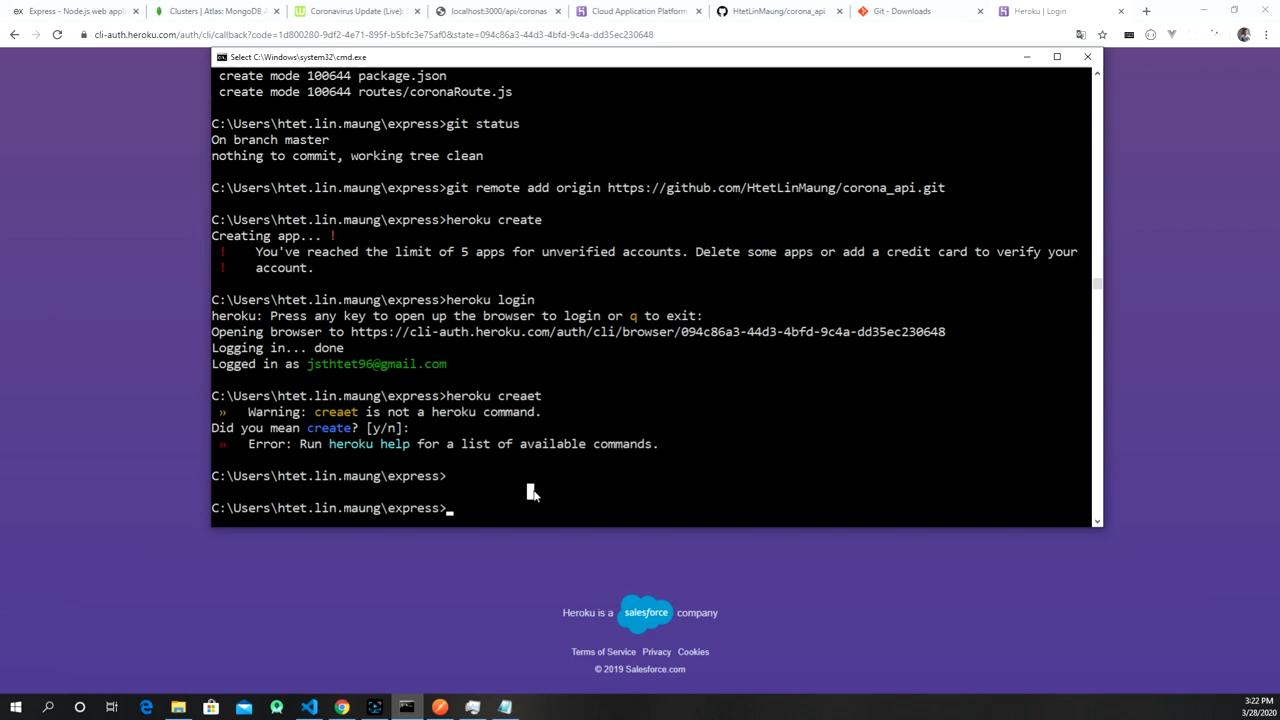 Express - Node.js web appl
Clusters | Atlas: MongoDB A
Coronavirus Update (Live): 5
localhost:3000/api/coronas
Cloud Application Platform
HtetLinMaung/corona_api
Git - Downloads
Heroku | Login
cli-auth.heroku.com/auth/cli/callback?code=1d800280-9df2-4e71-895f-b5bfc3e75af0&state=094c86a3-44d3-4bfd-9c4a-dd35ec230648
Select C:\Windows\system32\cmd.exe
create mode 100644 package.json
create mode 100644 routes/coronaRoute.js
C:\Users\htet.lin.maung\express>git status
On branch master
nothing to commit, working tree clean
C:\Users\htet.lin.maung\express>git remote add origin https://github.com/HtetLinMaung/corona_api.git
C:\Users\htet.lin.maung\express>heroku create
Creating app... !
! You've reached the limit of 5 apps for unverified accounts. Delete some apps or add a credit card to verify your
! account.
C:\Users\htet.lin.maung\express>heroku login
heroku: Press any key to open up the browser to login or q to exit:
Opening browser to https://cli-auth.heroku.com/auth/cli/browser/094c86a3-44d3-4bfd-9c4a-dd35ec230648
Logging in... done
Logged in as jsthtet96@gmail.com
C:\Users\htet.lin.maung\express>heroku creaet
» Warning: creaet is not a heroku command.
Did you mean create? [y/n]:
» Error: Run heroku help for a list of available commands.
C:\Users\htet.lin.maung\express>
C:\Users\htet.lin.maung\express>
Heroku is a salesforce company
Terms of Service Privacy Cookies
© 2019 Salesforce.com
3:22 PM
3/28/2020